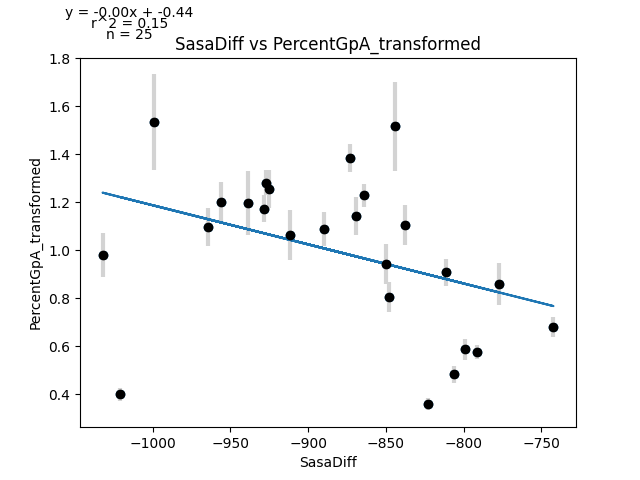 y = -0.00x + -0.44
r^2 = 0.15
n = 25
SasaDiff vs PercentGpA_transformed
1.8
1.6
1.4
1.2
1.0
0.8
0.6
0.4
PercentGpA_transformed
−1000 −950 −900 −850 −800 −750
SasaDiff